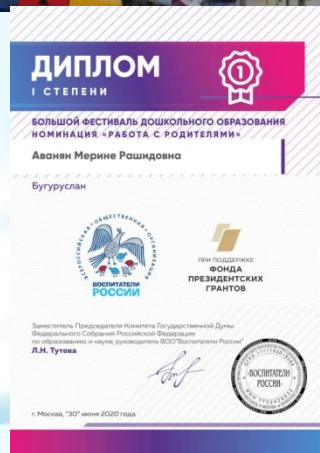 ДИПЛОМ
I СТЕПЕНИ
1
БОЛЬШОЙ ФЕСТИВАЛЬ ДОШКОЛЬНОГО ОБРАЗОВАНИЯ
НОМИНАЦИЯ «РАБОТА С РОДИТЕЛЯМИ»
Аванян Мерине Рашидовна
Бугуруслан
ВСЕРОССИЙСКАЯ ОБЩЕСТВЕННАЯ ОРГАНИЗАЦИЯ
ВОСПИТАТЕЛИ
РОССИИ
ПРИ ПОДДЕРЖКЕ
ФОНДА
ПРЕЗИДЕНТСКИХ
ГРАНТОВ
Заместитель Председателя Комитета Государственной Думы
Федерального Собрания Российской Федерации
по образованию и науке, руководитель ВОО"Воспитатели России"
Л.Н. Тутова
ВОСПИТАТЕЛИ
РОССИИ
г. Москва, "30" июня 2020 года